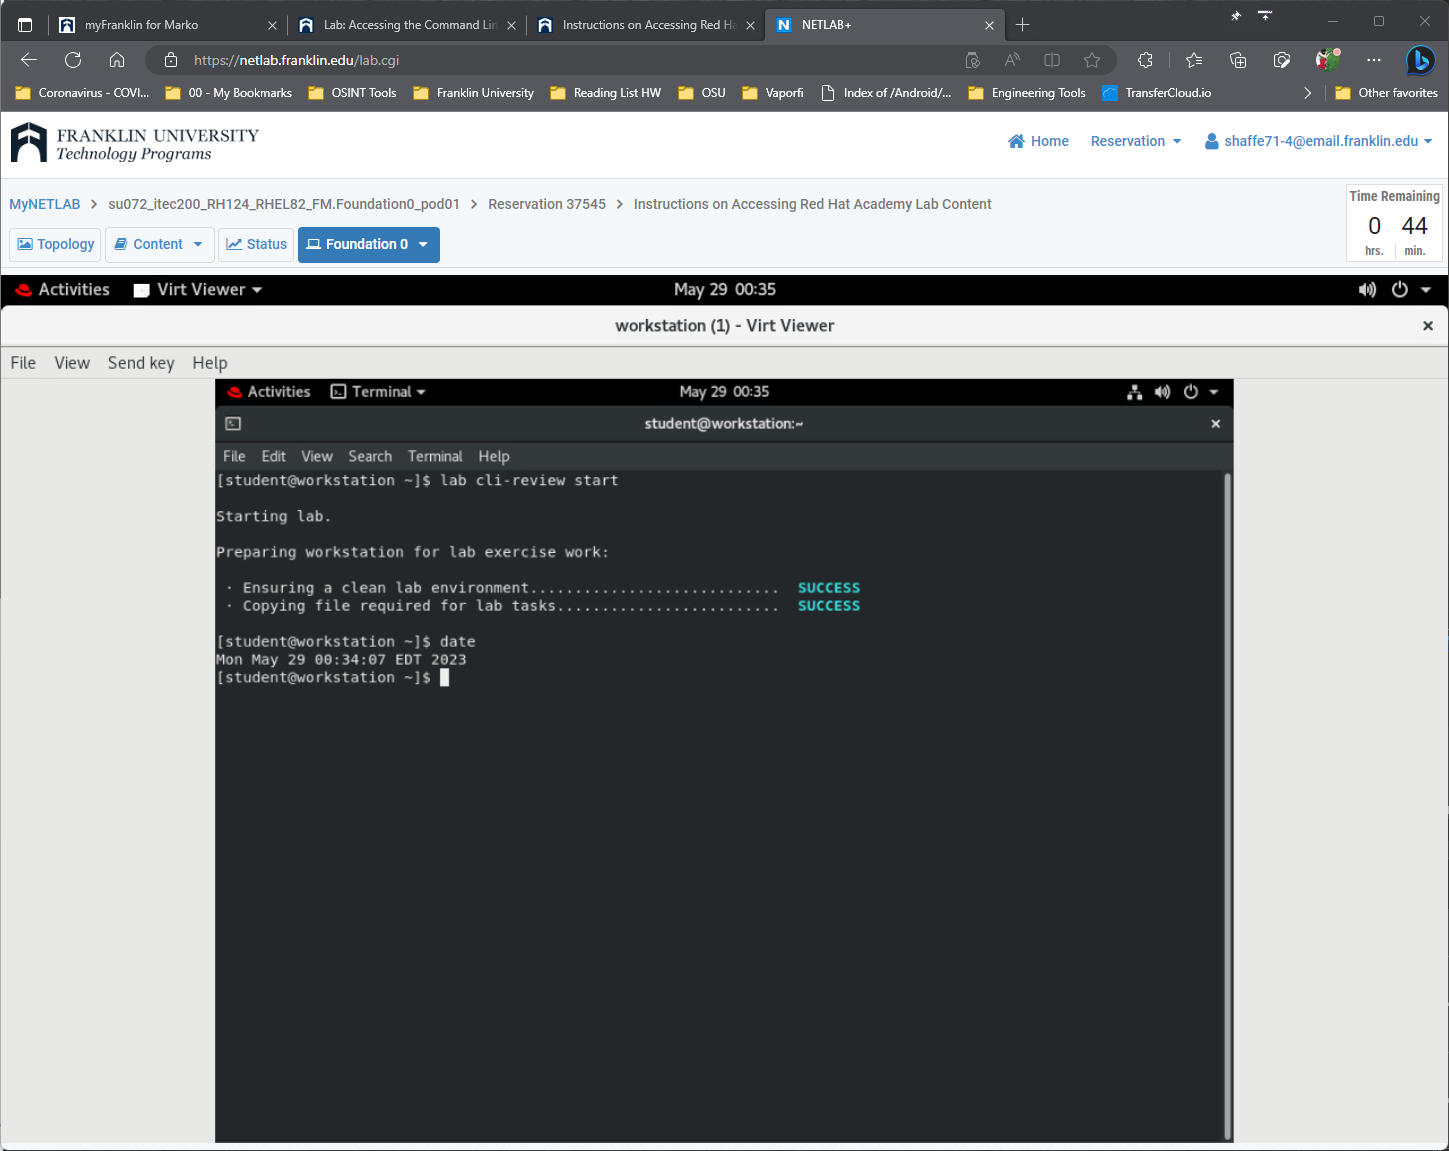 myFranklin for Marko
Lab: Accessing the Command Lin
Instructions on Accessing Red Ha
NETLAB+
https://netlab.franklin.edu/lab.cgi
Coronavirus - COVI...
00 - My Bookmarks
OSINT Tools
Franklin University
Reading List HW
OSU
Vaporfi
Index of /Android/...
Engineering Tools
TransferCloud.io
Other favorites
FRANKLIN UNIVERSITY
Technology Programs
Home
Reservation
shaffe71-4@email.franklin.edu
MyNETLAB > su072_itec200_RH124_RHEL82_FM.Foundation0_pod01 > Reservation 37545 > Instructions on Accessing Red Hat Academy Lab Content
Time Remaining
0 44
hrs. min.
Topology
Content
Status
Foundation 0
Activities
Virt Viewer
May 29 00:35
workstation (1) - Virt Viewer
File View Send key Help
Activities
Terminal
May 29 00:35
student@workstation:~
File Edit View Search Terminal Help
[student@workstation ~]$ lab cli-review start
Starting lab.
Preparing workstation for lab exercise work:
· Ensuring a clean lab environment............................ SUCCESS
· Copying file required for lab tasks......................... SUCCESS
[student@workstation ~]$ date
Mon May 29 00:34:07 EDT 2023
[student@workstation ~]$